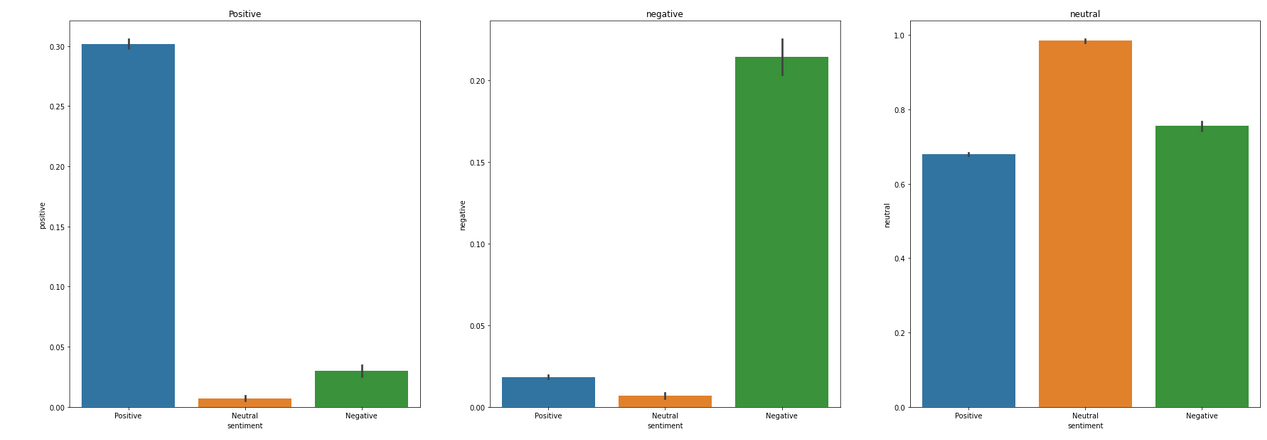 Positive
positive
0.30
0.25
0.20
0.15
0.10
0.05
0.00
Positive Neutral Negative
sentiment
negative
negative
0.20
0.15
0.10
0.05
0.00
Positive Neutral Negative
sentiment
neutral
neutral
1.0
0.8
0.6
0.4
0.2
0.0
Positive Neutral Negative
sentiment